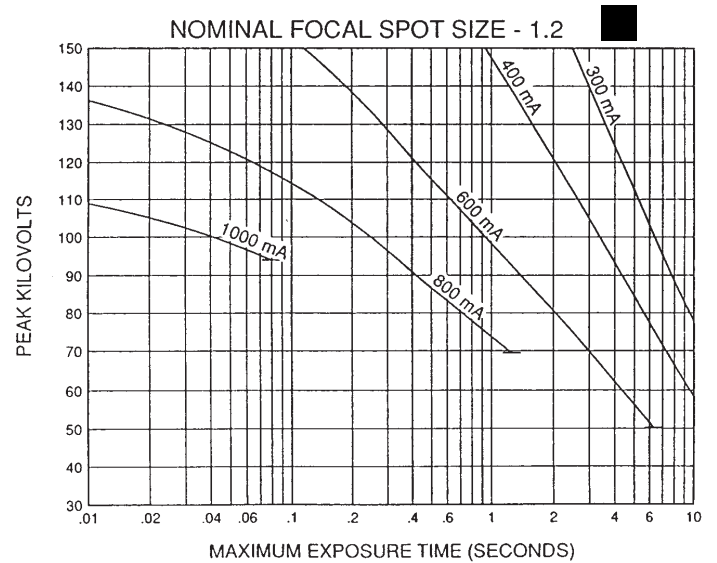 NOMINAL FOCAL SPOT SIZE - 1.2
150
140
130
120
110
100
90
80
70
60
50
40
30
PEAK KILOVOLTS
1000 mA
800 mA
600 mA
400 mA
300 mA
.01 .02 .04 .06 .1 .2 .4 .6 1 2 4 6 10
MAXIMUM EXPOSURE TIME (SECONDS)